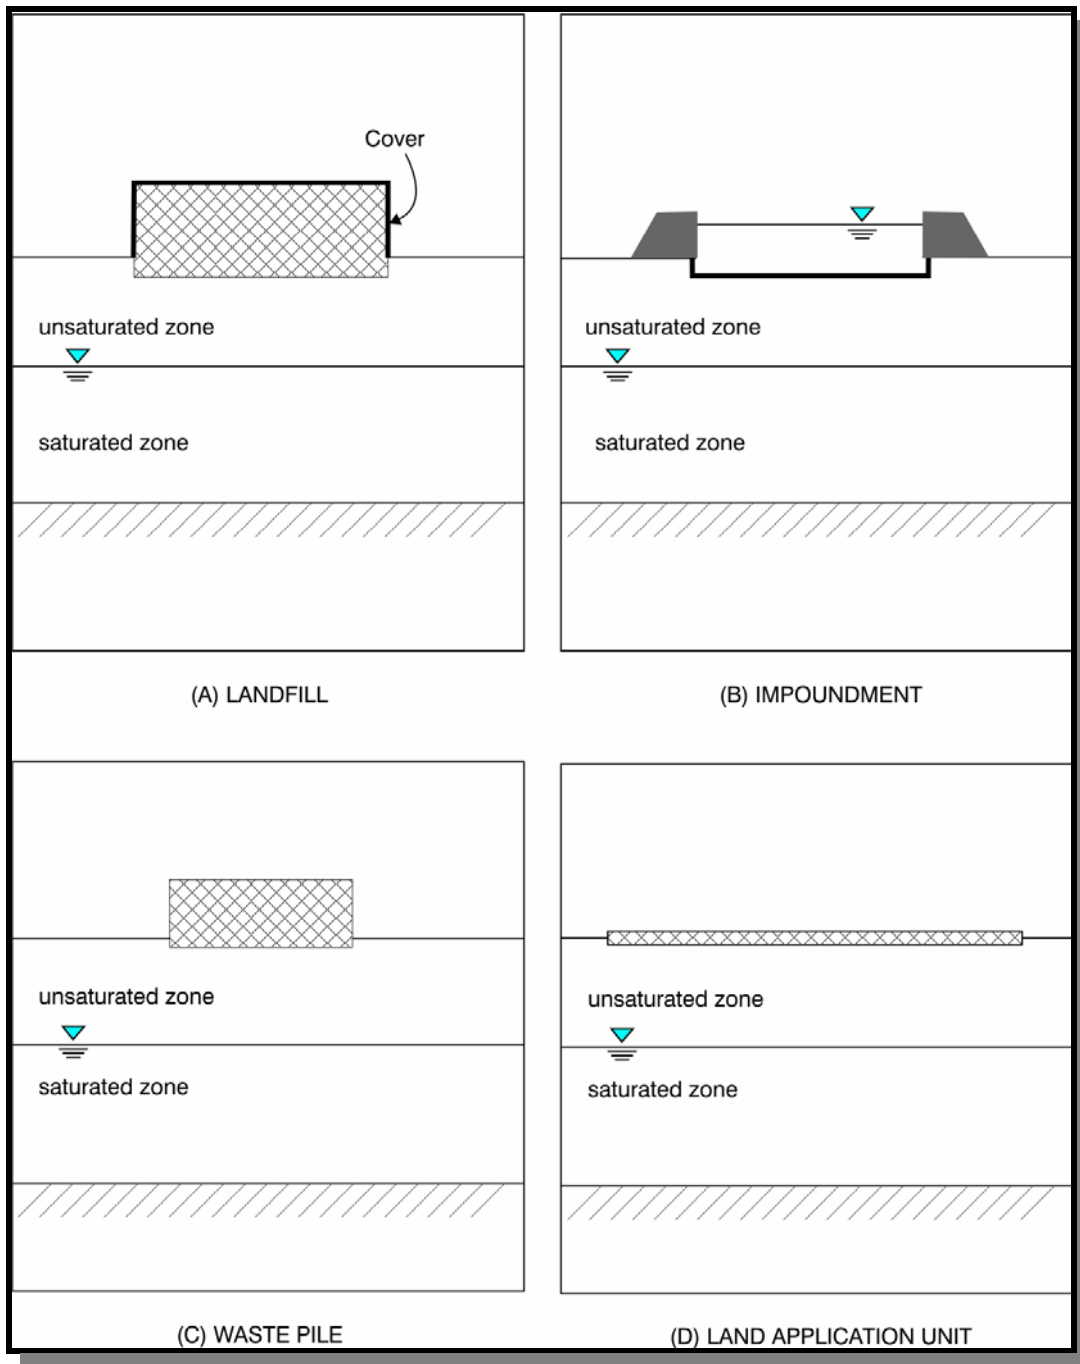 Cover
unsaturated zone
unsaturated zone
saturated zone
saturated zone
(A) LANDFILL
(B) IMPOUNDMENT
unsaturated zone
unsaturated zone
saturated zone
saturated zone
(C) WASTE PILE
(D) LAND APPLICATION UNIT